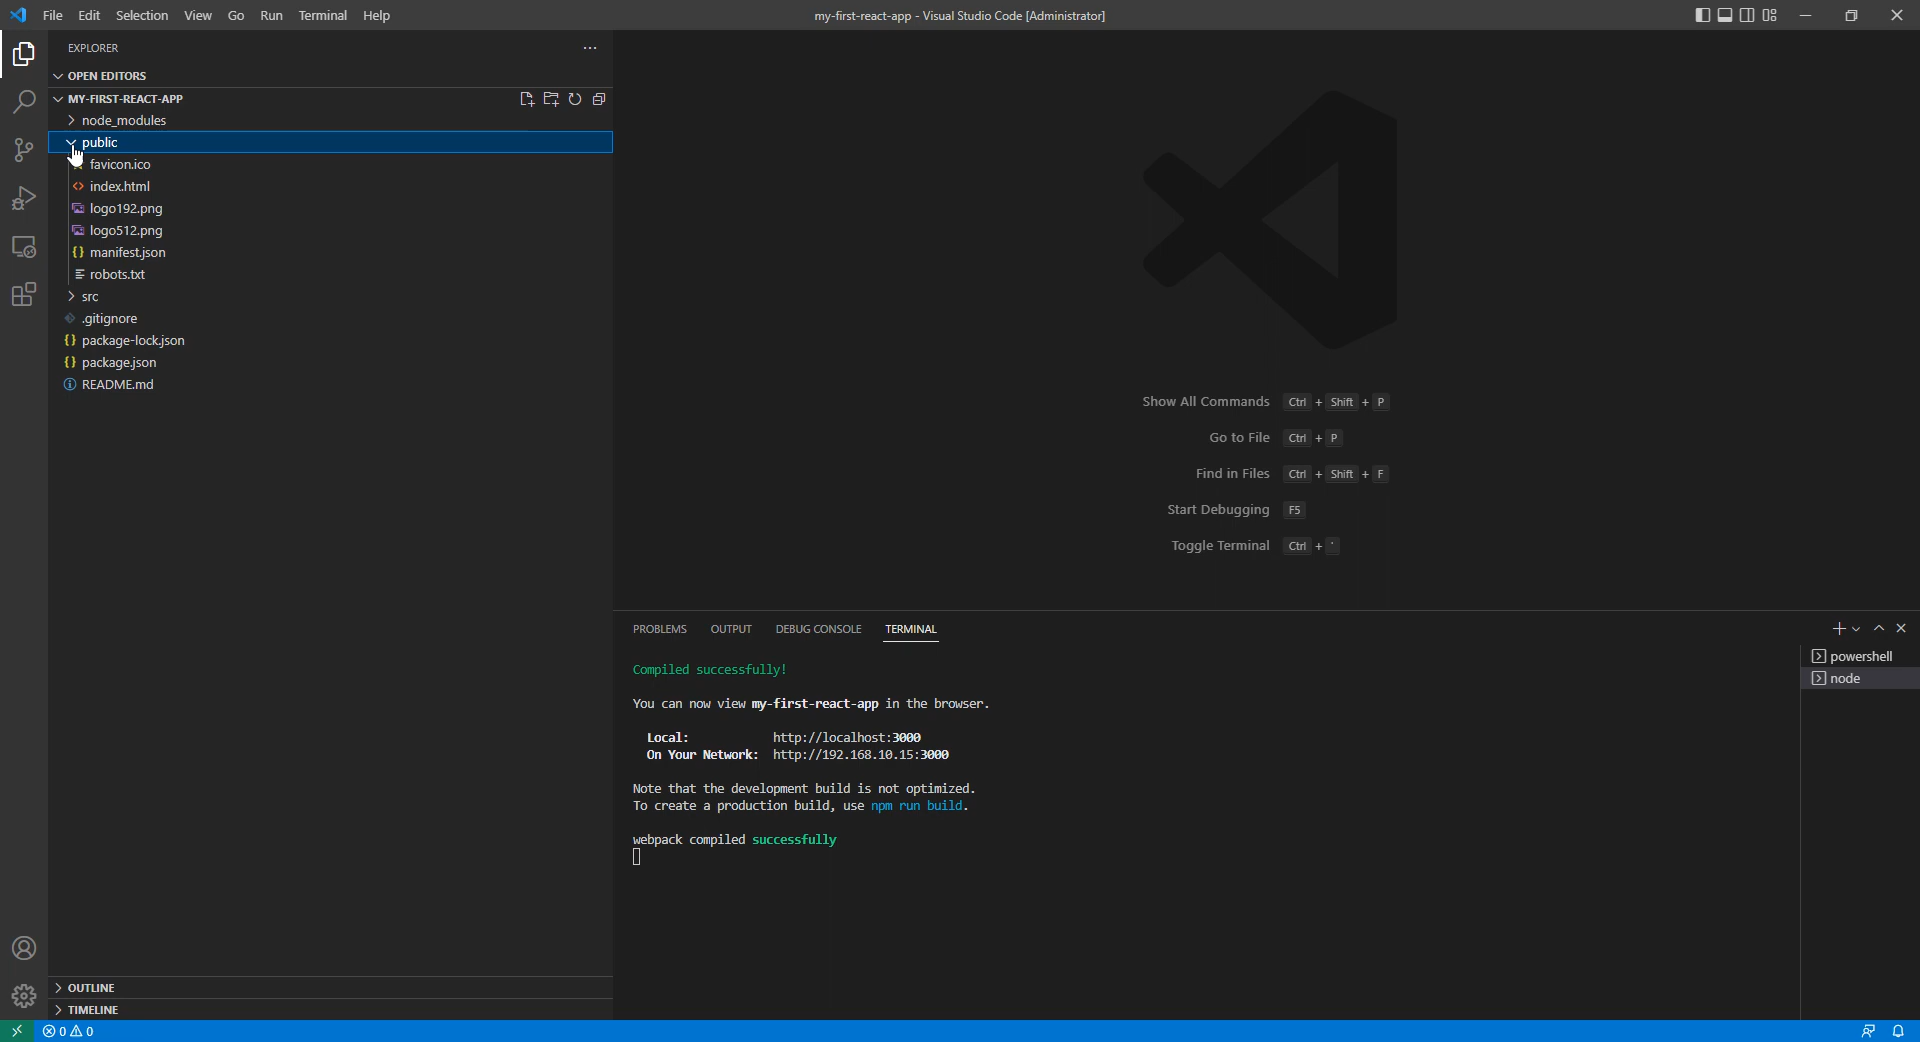 File Edit Selection View Go Run Terminal Help
my-first-react-app - Visual Studio Code [Administrator]
EXPLORER
OPEN EDITORS
MY-FIRST-REACT-APP
node_modules
public
favicon.ico
index.html
logo192.png
logo512.png
manifest.json
robots.txt
src
.gitignore
package-lock.json
package.json
README.md
OUTLINE
TIMELINE
Show All Commands Ctrl + Shift + P
Go to File Ctrl + P
Find in Files Ctrl + Shift + F
Start Debugging F5
Toggle Terminal Ctrl + `
PROBLEMS OUTPUT DEBUG CONSOLE TERMINAL
Compiled successfully!
You can now view my-first-react-app in the browser.
Local: http://localhost:3000
On Your Network: http://192.168.10.15:3000
Note that the development build is not optimized.
To create a production build, use npm run build.
webpack compiled successfully
powershell
node
0 0